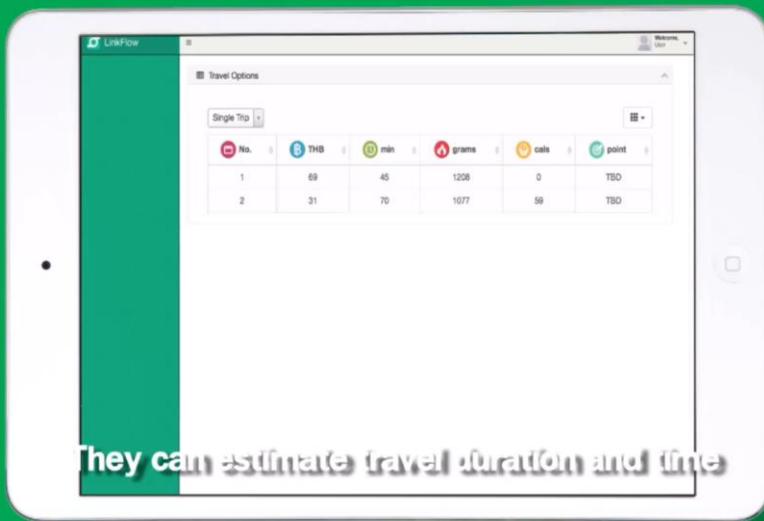 LinkFlow
Welcome,
User
Travel Options
Single Trip
No. THB min grams cals point
1 69 45 1208 0 TBD
2 31 70 1077 59 TBD
They can estimate travel duration and time